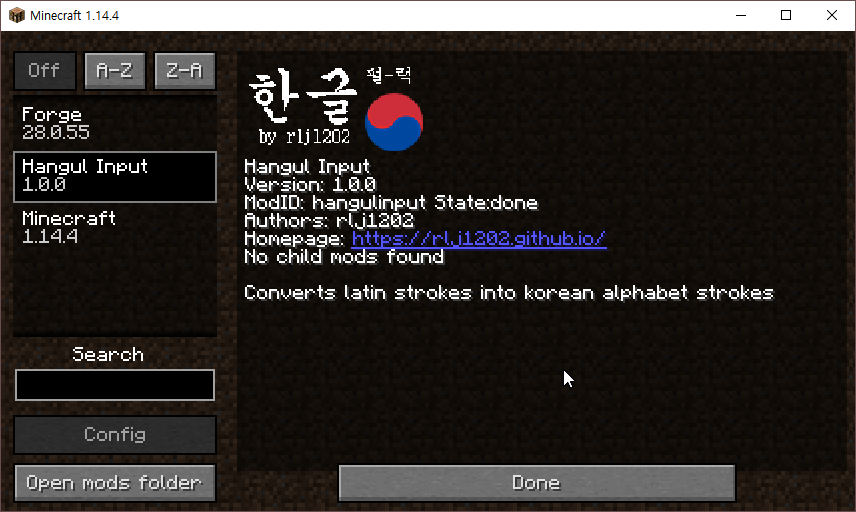 Minecraft 1.14.4
Off A-Z Z-A
Forge
28.0.55
Hangul Input
1.0.0
Minecraft
1.14.4
Search
Config
Open mods folder
한글
펄-럭
by rlj1202
Hangul Input
Version: 1.0.0
ModID: hangulinput State:done
Authors: rlj1202
Homepage: https://rlj1202.github.io/
No child mods found
Converts latin strokes into korean alphabet strokes
Done